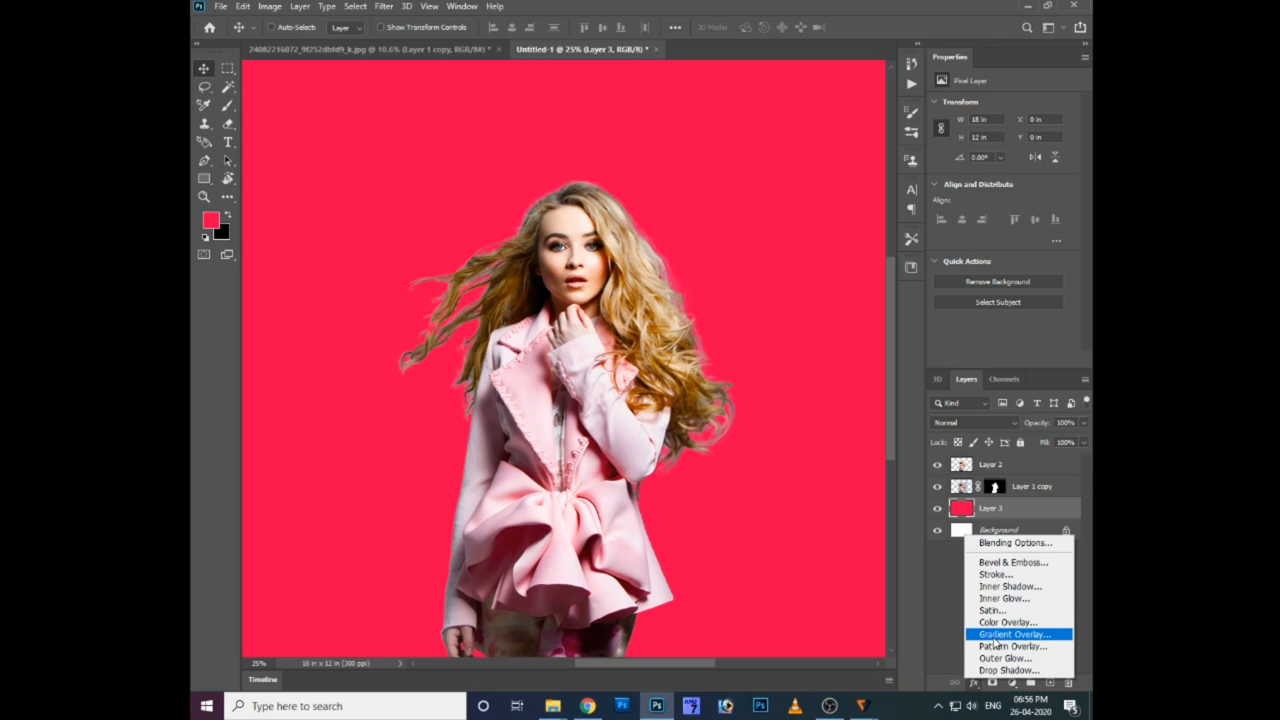 File Edit Image Layer Type Select Filter 3D View Window Help
Auto-Select: Layer Show Transform Controls 3D Mode:
24082216072_9f252dbfd9_k.jpg @ 10.6% (Layer 1 copy, RGB/8#) * × Untitled-1 @ 25% (Layer 3, RGB/8) * ×
Properties
Pixel Layer
Transform
W 18 in X 0 in
H 12 in Y 0 in
0.00°
Align and Distribute
Align:
Quick Actions
Remove Background
Select Subject
3D Layers Channels
Kind
Normal Opacity: 100%
Lock: Fill: 100%
Layer 2
Layer 1 copy
Layer 3
Background
Blending Options...
Bevel & Emboss...
Stroke...
Inner Shadow...
Inner Glow...
Satin...
Color Overlay...
Gradient Overlay...
Pattern Overlay...
Outer Glow...
Drop Shadow...
25% 18 in x 12 in (300 ppi)
Timeline
Type here to search
ENG
06:56 PM
26-04-2020